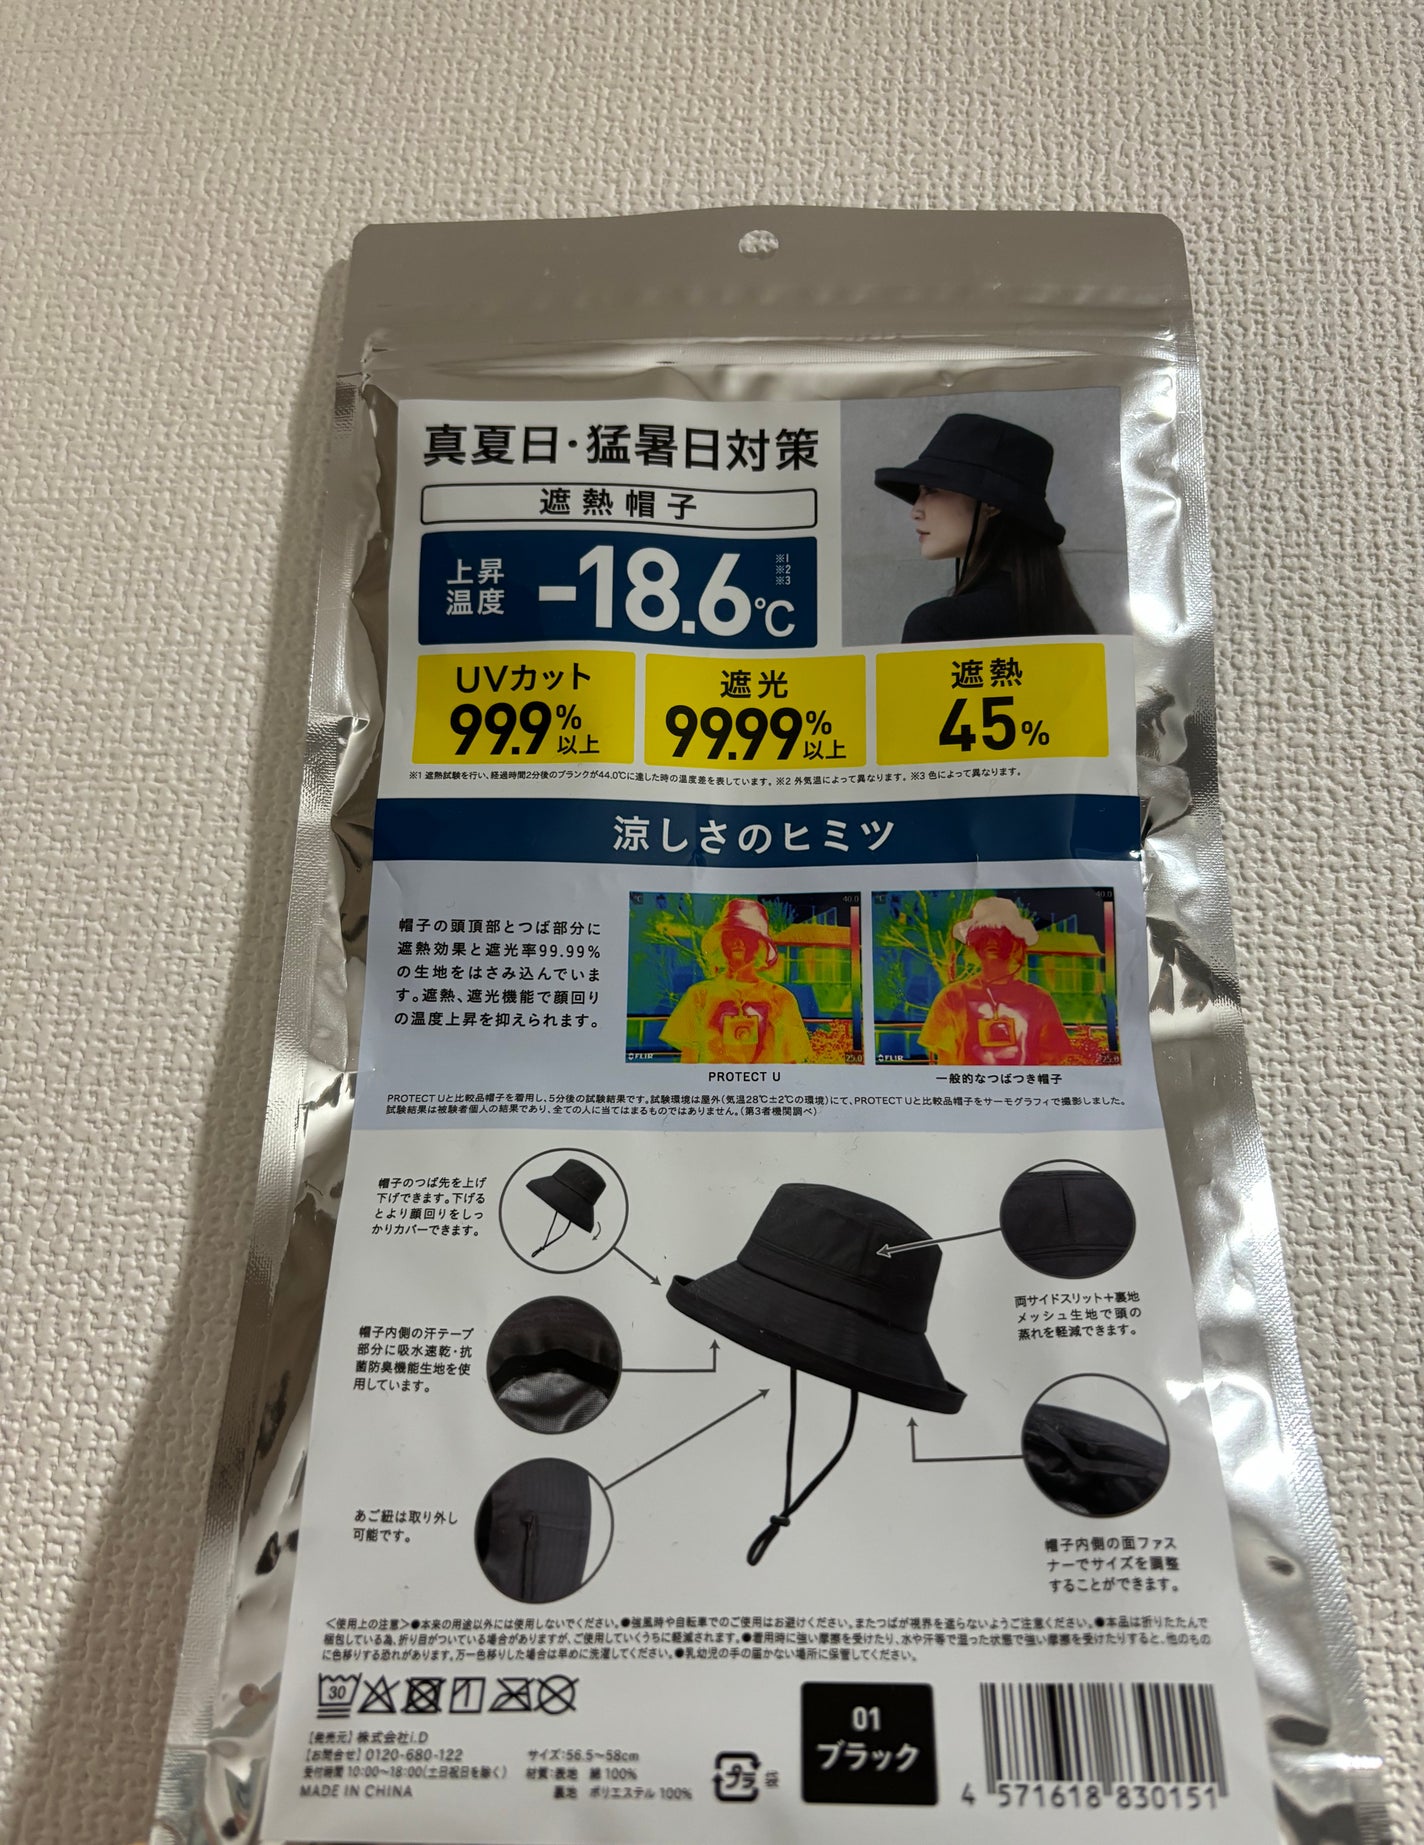 真夏日・猛暑日対策
遮熱帽子
上昇
温度
-18.6℃
※1
※2
※3
UVカット
99.9%以上
遮光
99.99%以上
遮熱
45%
※1 遮熱試験を行い、経過時間2分後のブランクが44.0℃に達した時の温度差を表しています。※2 外気温によって異なります。※3 色によって異なります。
涼しさのヒミツ
帽子の頭頂部とつば部分に
遮熱効果と遮光率99.99%
の生地をはさみ込んでいま
す。遮熱、遮光機能で顔回り
の温度上昇を抑えられます。
℃
40.0
FLIR
25.0
℃
40.0
FLIR
25.0
PROTECT U
一般的なつばつき帽子
PROTECT Uと比較品帽子を着用し、5分後の試験結果です。試験環境は屋外(気温28℃±2℃の環境)にて、PROTECT Uと比較品帽子をサーモグラフィで撮影しました。
試験結果は被験者個人の結果であり、全ての人に当てはまるものではありません。(第3者機関調べ)
帽子のつば先を上げ
下げできます。下げる
とより顔回りをしっ
かりカバーできます。
両サイドスリット+裏地
メッシュ生地で頭の
蒸れを軽減できます。
帽子内側の汗テープ
部分に吸水速乾・抗
菌防臭機能生地を使
用しています。
あご紐は取り外し
可能です。
帽子内側の面ファス
ナーでサイズを調整
することができます。
<使用上の注意>●本来の用途以外には使用しないでください。●強風時や自転車でのご使用はお避けください。またつばが視界を遮らないようご注意ください。●本品は折りたたんで
梱包している為、折り目がついている場合がありますが、ご使用していくうちに軽減されます。●着用時に強い摩擦を受けたり、水や汗等で湿った状態で強い摩擦を受けたりすると、他のもの
に色移りする恐れがあります。万一色移りした場合は早めに洗濯してください。●乳幼児の手の届かない場所に保管してください。
30
【発売元】株式会社i.D
【お問合せ】0120-680-122
受付時間 10:00〜18:00(土日祝日を除く)
MADE IN CHINA
サイズ:56.5〜58cm
材質:表地 綿 100%
裏地 ポリエステル 100%
プラ
袋
01
ブラック
4 571618 830151